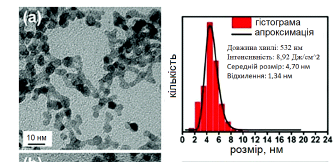 (a)
10 нм
(b)
гістограма
апроксимація
Довжина хвилі: 532 нм
Интенсивність: 8,92 Дж/см^2
Середній розмір: 4,70 нм
Відхилення: 1,34 нм
кількість
0 2 4 6 8 10 12 14 16 18 20 22 24
розмір, нм